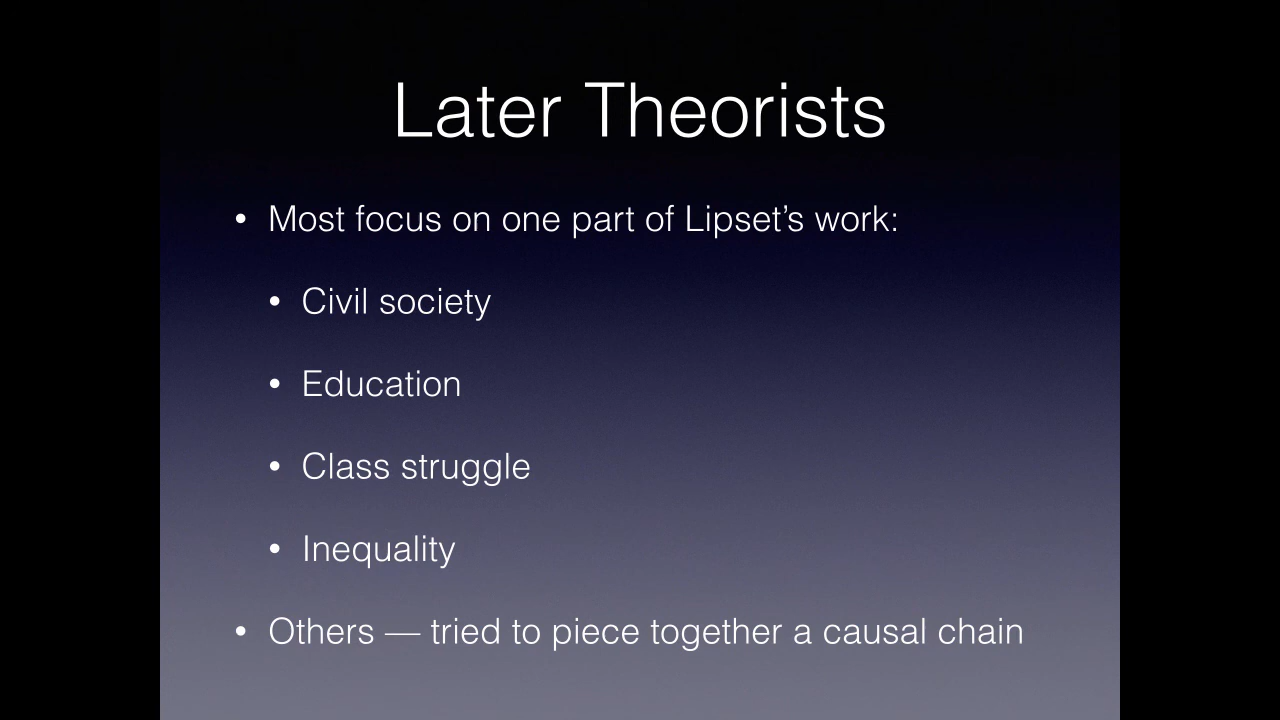 Later Theorists
• Most focus on one part of Lipset’s work:
• Civil society
• Education
• Class struggle
• Inequality
• Others — tried to piece together a causal chain